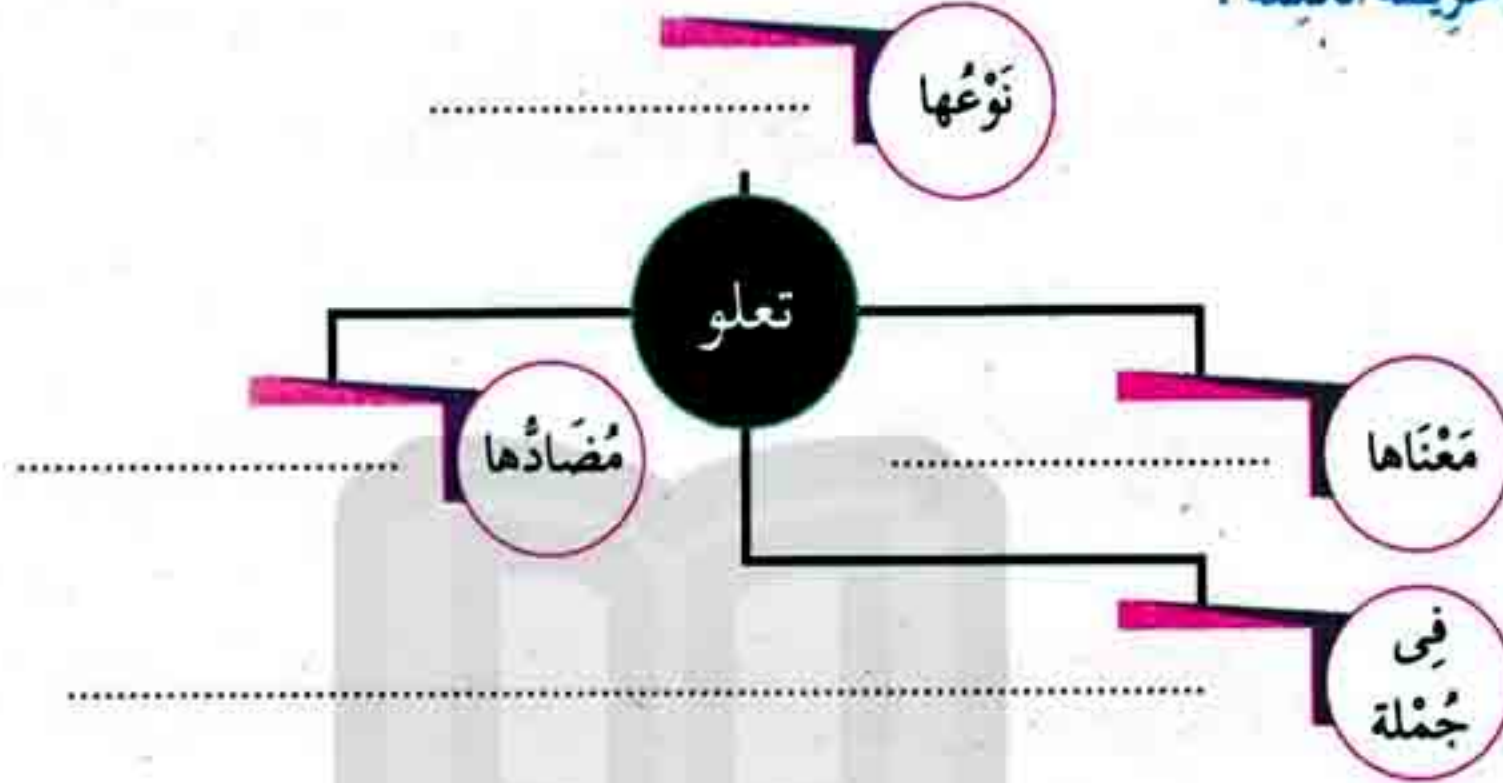 نَوْعُها
تعلو
مَعْنَاها
مُضَادُّها
فِى
جُمْلة